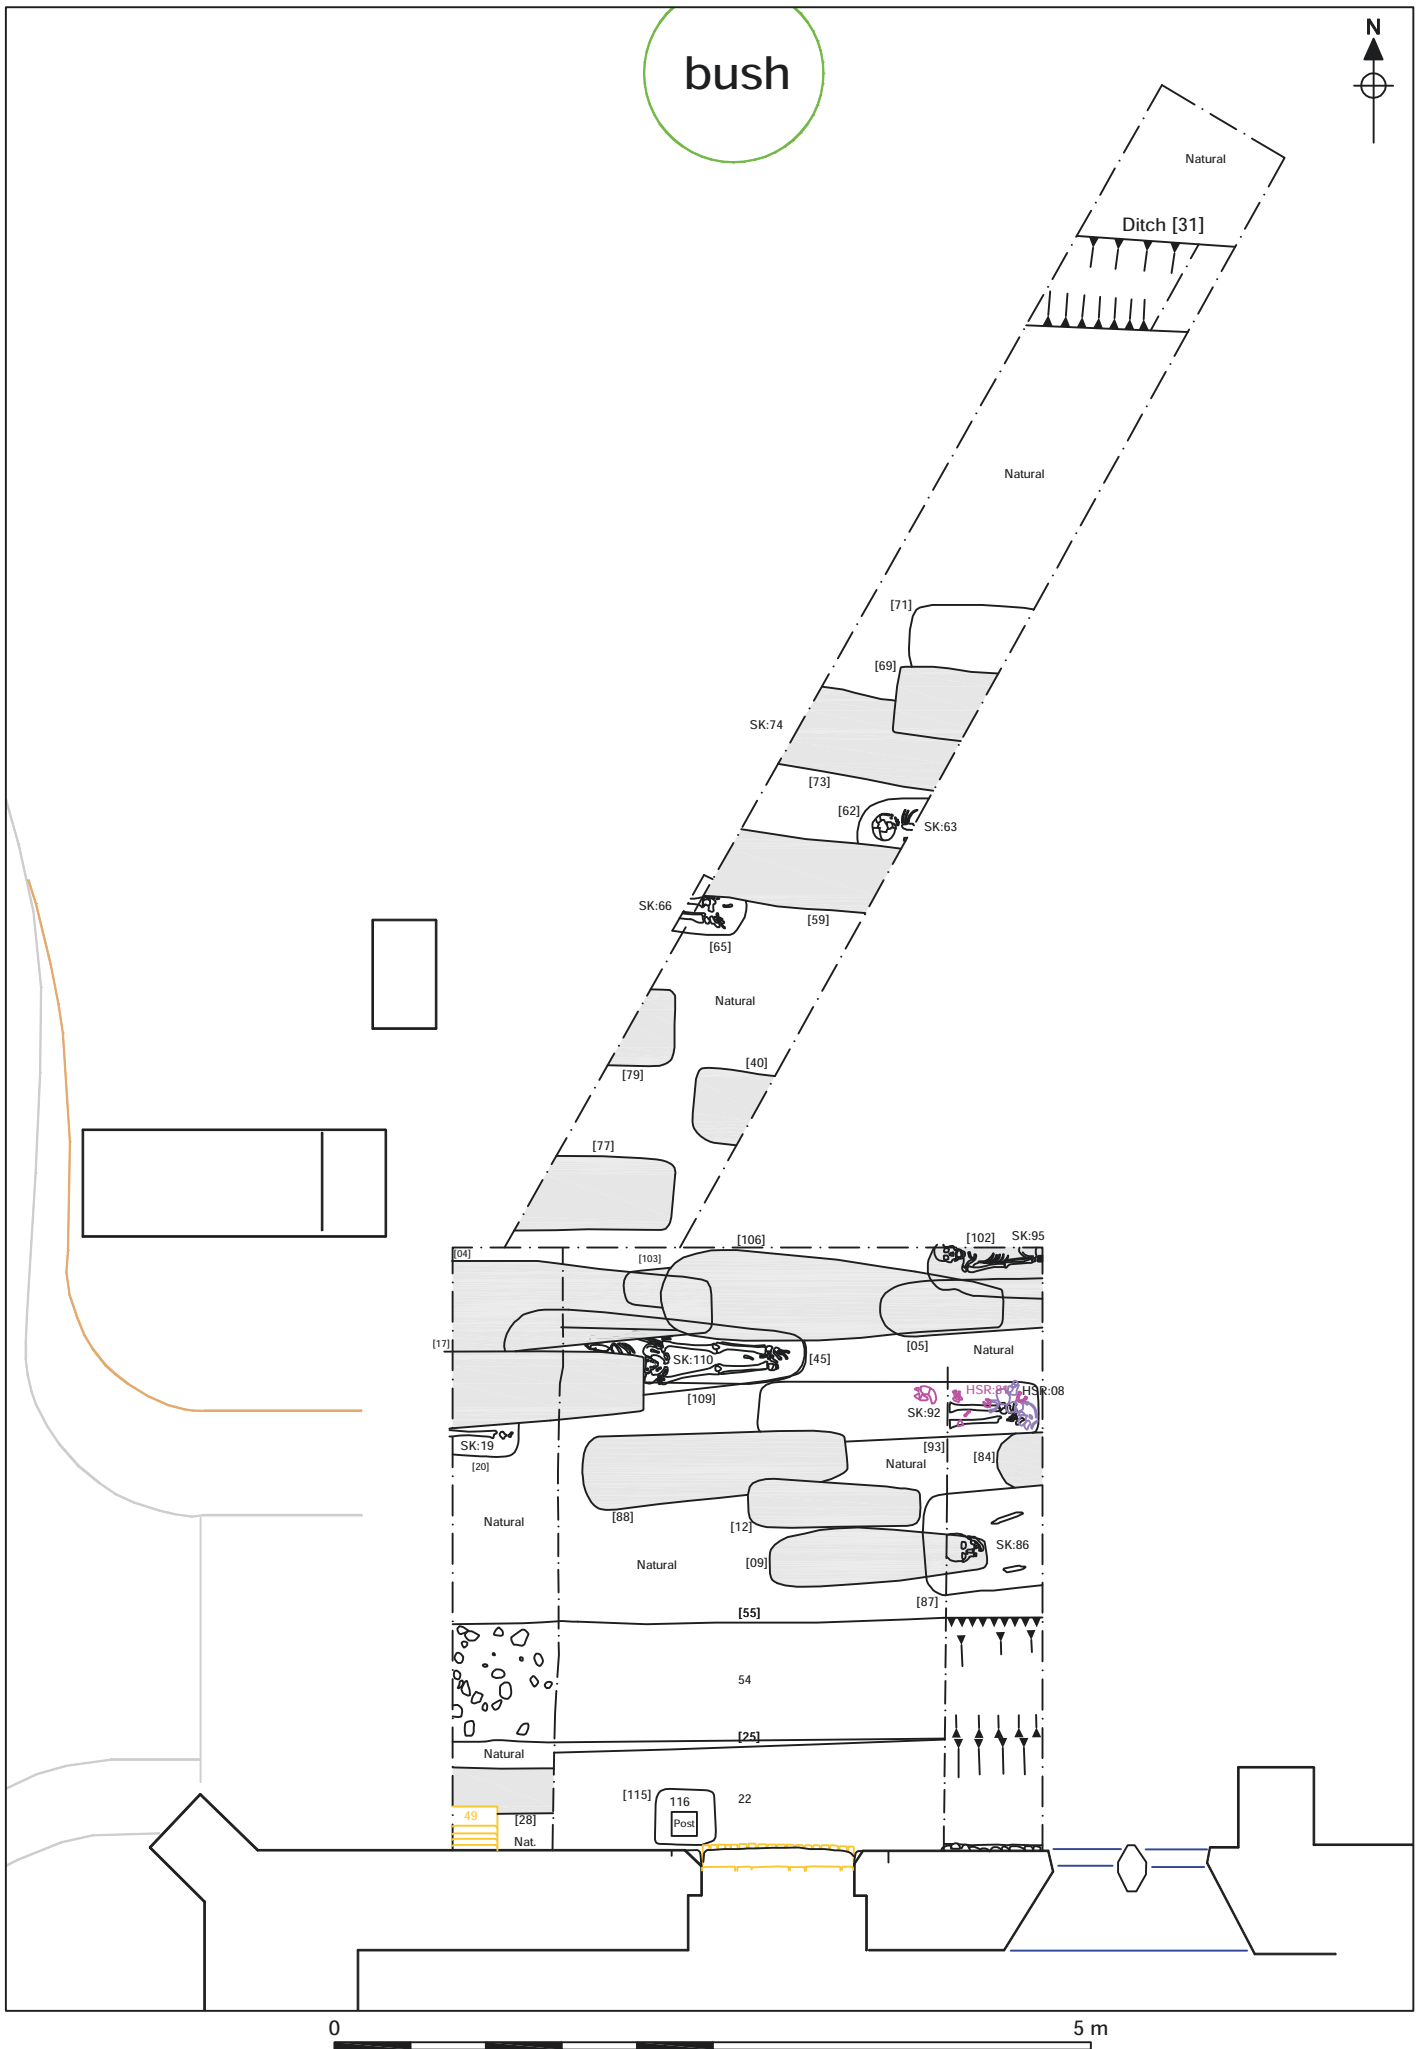 bush
N
Natural
Ditch [31]
Natural
[71]
[69]
SK:74
[73]
[62]
SK:63
SK:66
[59]
[65]
Natural
[40]
[79]
[77]
[106]
[102]
SK:95
[04]
[103]
[17]
[05]
Natural
SK:110
[45]
[109]
HSR:81
HSR:08
SK:92
SK:19
[20]
[93]
[84]
Natural
[88]
[12]
Natural
SK:86
[09]
Natural
[87]
[55]
54
[25]
Natural
[115]
116
22
49
[28]
Post
Nat.
0
5 m